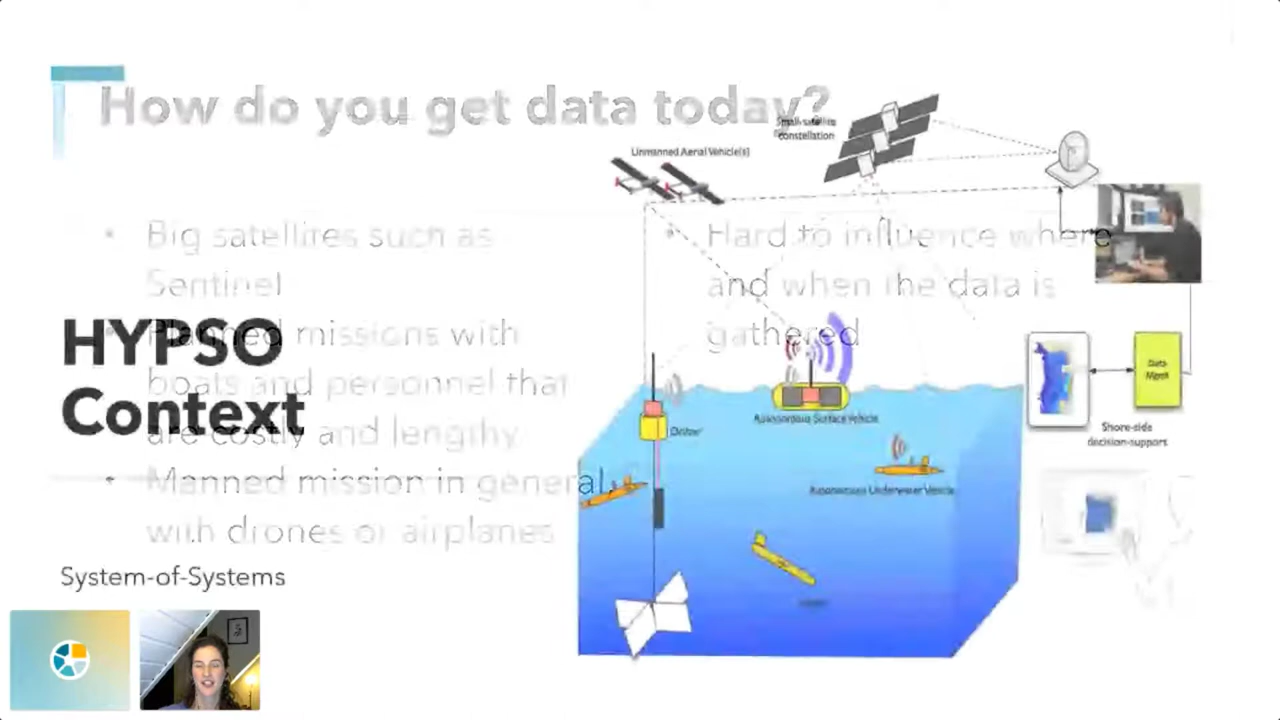 How do you get data today?
Small satellite
constellation
Unmanned Aerial Vehicle(s)
Big satellites such as
Sentinel
Planned missions with
boats and personnel that
are costly and lengthy
Manned mission in general
with drones or airplanes
Hard to influence where
and when the data is
gathered
HYPSO
Context
System-of-Systems
Autonomous Surface Vehicle
Autonomous Underwater Vehicle
Data
Mgmt
Shore-side
decision-support